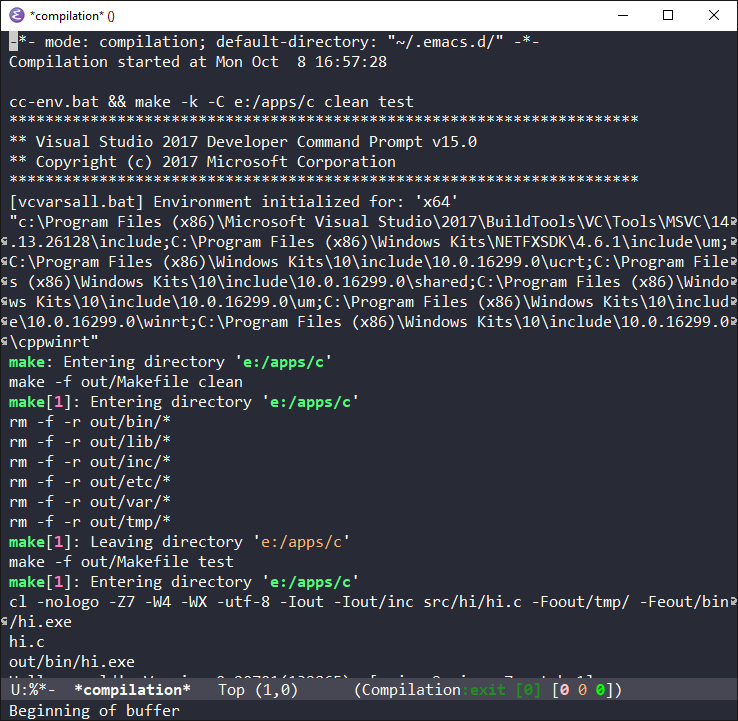 *compilation* ()
-*- mode: compilation; default-directory: "~/.emacs.d/" -*-
Compilation started at Mon Oct  8 16:57:28
cc-env.bat && make -k -C e:/apps/c clean test
**********************************************************************
** Visual Studio 2017 Developer Command Prompt v15.0
** Copyright (c) 2017 Microsoft Corporation
**********************************************************************
[vcvarsall.bat] Environment initialized for: 'x64'
"c:\Program Files (x86)\Microsoft Visual Studio\2017\BuildTools\VC\Tools\MSVC\14
.13.26128\include;C:\Program Files (x86)\Windows Kits\NETFXSDK\4.6.1\include\um;
C:\Program Files (x86)\Windows Kits\10\include\10.0.16299.0\ucrt;C:\Program File
s (x86)\Windows Kits\10\include\10.0.16299.0\shared;C:\Program Files (x86)\Windo
ws Kits\10\include\10.0.16299.0\um;C:\Program Files (x86)\Windows Kits\10\includ
e\10.0.16299.0\winrt;C:\Program Files (x86)\Windows Kits\10\include\10.0.16299.0
\cppwinrt"
make: Entering directory 'e:/apps/c'
make -f out/Makefile clean
make[1]: Entering directory 'e:/apps/c'
rm -f -r out/bin/*
rm -f -r out/lib/*
rm -f -r out/inc/*
rm -f -r out/etc/*
rm -f -r out/var/*
rm -f -r out/tmp/*
make[1]: Leaving directory 'e:/apps/c'
make -f out/Makefile test
make[1]: Entering directory 'e:/apps/c'
cl -nologo -Z7 -W4 -WX -utf-8 -Iout -Iout/inc src/hi/hi.c -Foout/tmp/ -Feout/bin
/hi.exe
hi.c
out/bin/hi.exe
U:%*-  *compilation*   Top (1,0)      (Compilation:exit [0] [0 0 0])
Beginning of buffer